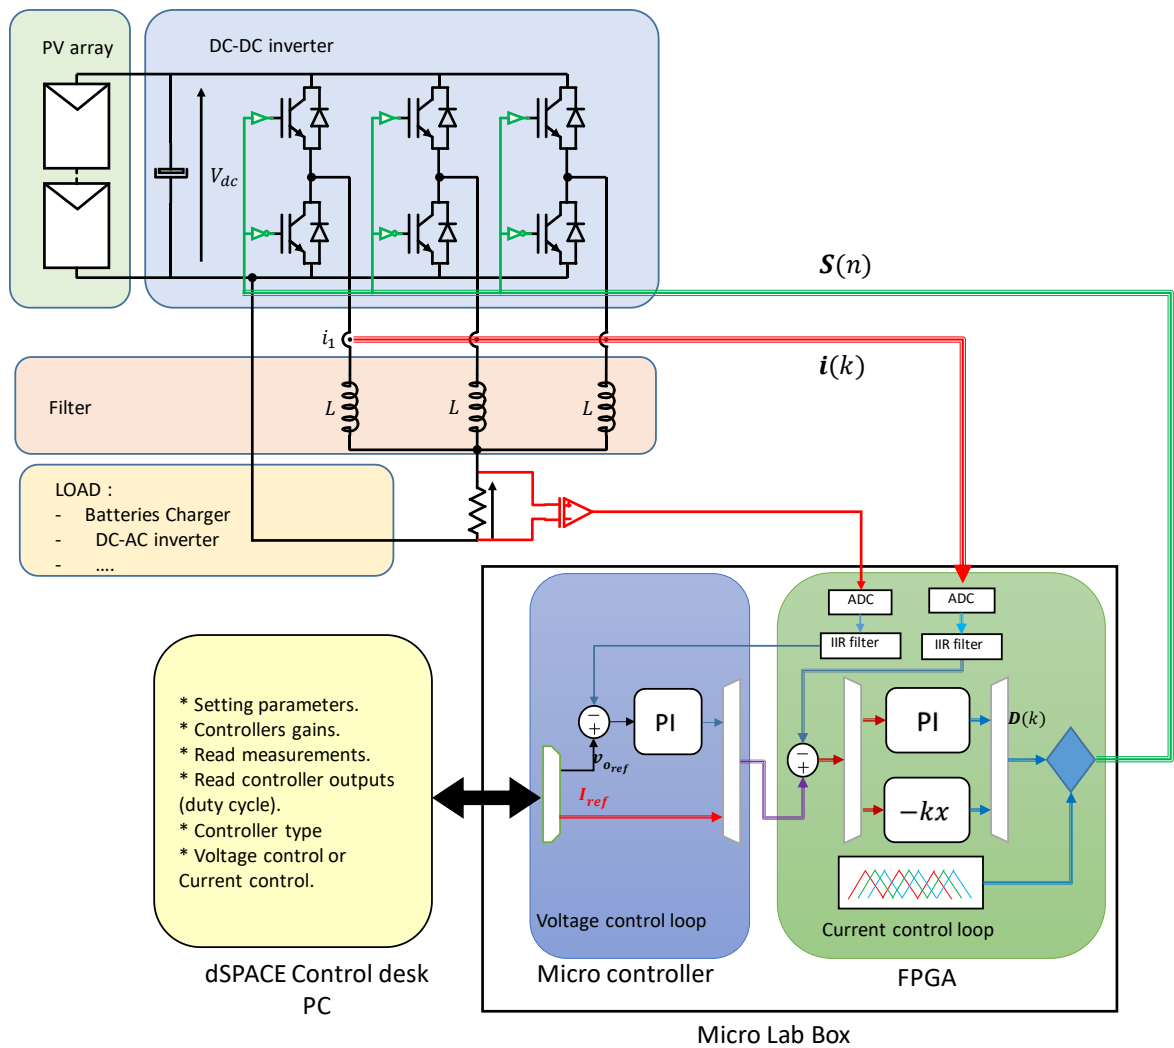 PV array
DC-DC inverter
V_dc
S(n)
i_1
i(k)
Filter
L
L
L
LOAD :
- Batteries Charger
- DC-AC inverter
- ....
ADC
ADC
IIR filter
IIR filter
* Setting parameters.
* Controllers gains.
* Read measurements.
* Read controller outputs
(duty cycle).
* Controller type
* Voltage control or
Current control.
−
+
PI
v_o_ref
I_ref
−
+
PI
D(k)
−kx
Voltage control loop
Current control loop
dSPACE Control desk
PC
Micro controller
FPGA
Micro Lab Box